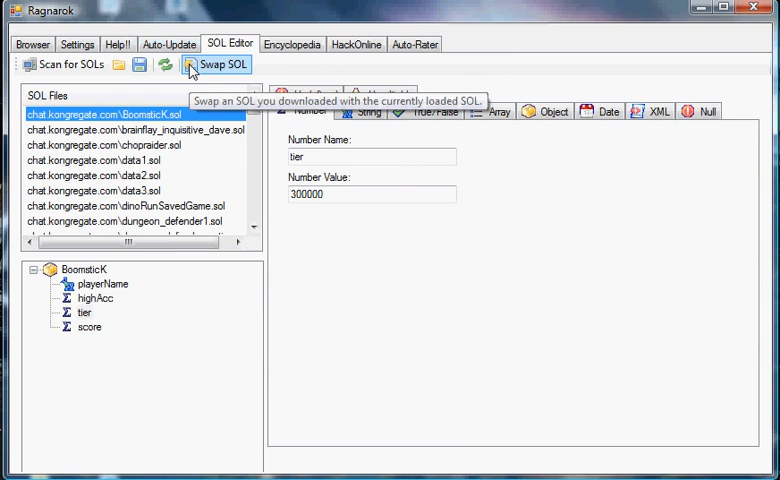 Ragnarok
Browser Settings Help!! Auto-Update SOL Editor Encyclopedia HackOnline Auto-Rater
Scan for SOLs Swap SOL
SOL Files
Swap an SOL you downloaded with the currently loaded SOL.
chat.kongregate.com\BoomsticK.sol
chat.kongregate.com\brainflay_inquisitive_dave.sol
chat.kongregate.com\chopraider.sol
chat.kongregate.com\data1.sol
chat.kongregate.com\data2.sol
chat.kongregate.com\data3.sol
chat.kongregate.com\dinoRunSavedGame.sol
chat.kongregate.com\dungeon_defender1.sol
Number String True/False Array Object Date XML Null
Number Name:
tier
Number Value:
300000
BoomsticK
playerName
highAcc
tier
score